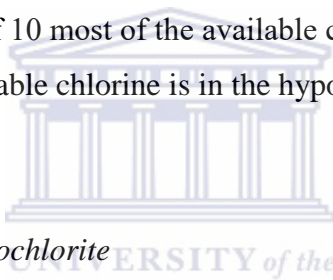 f 10 most of the available c
able chlorine is in the hypo
ochlorite
UNIVERSITY of the